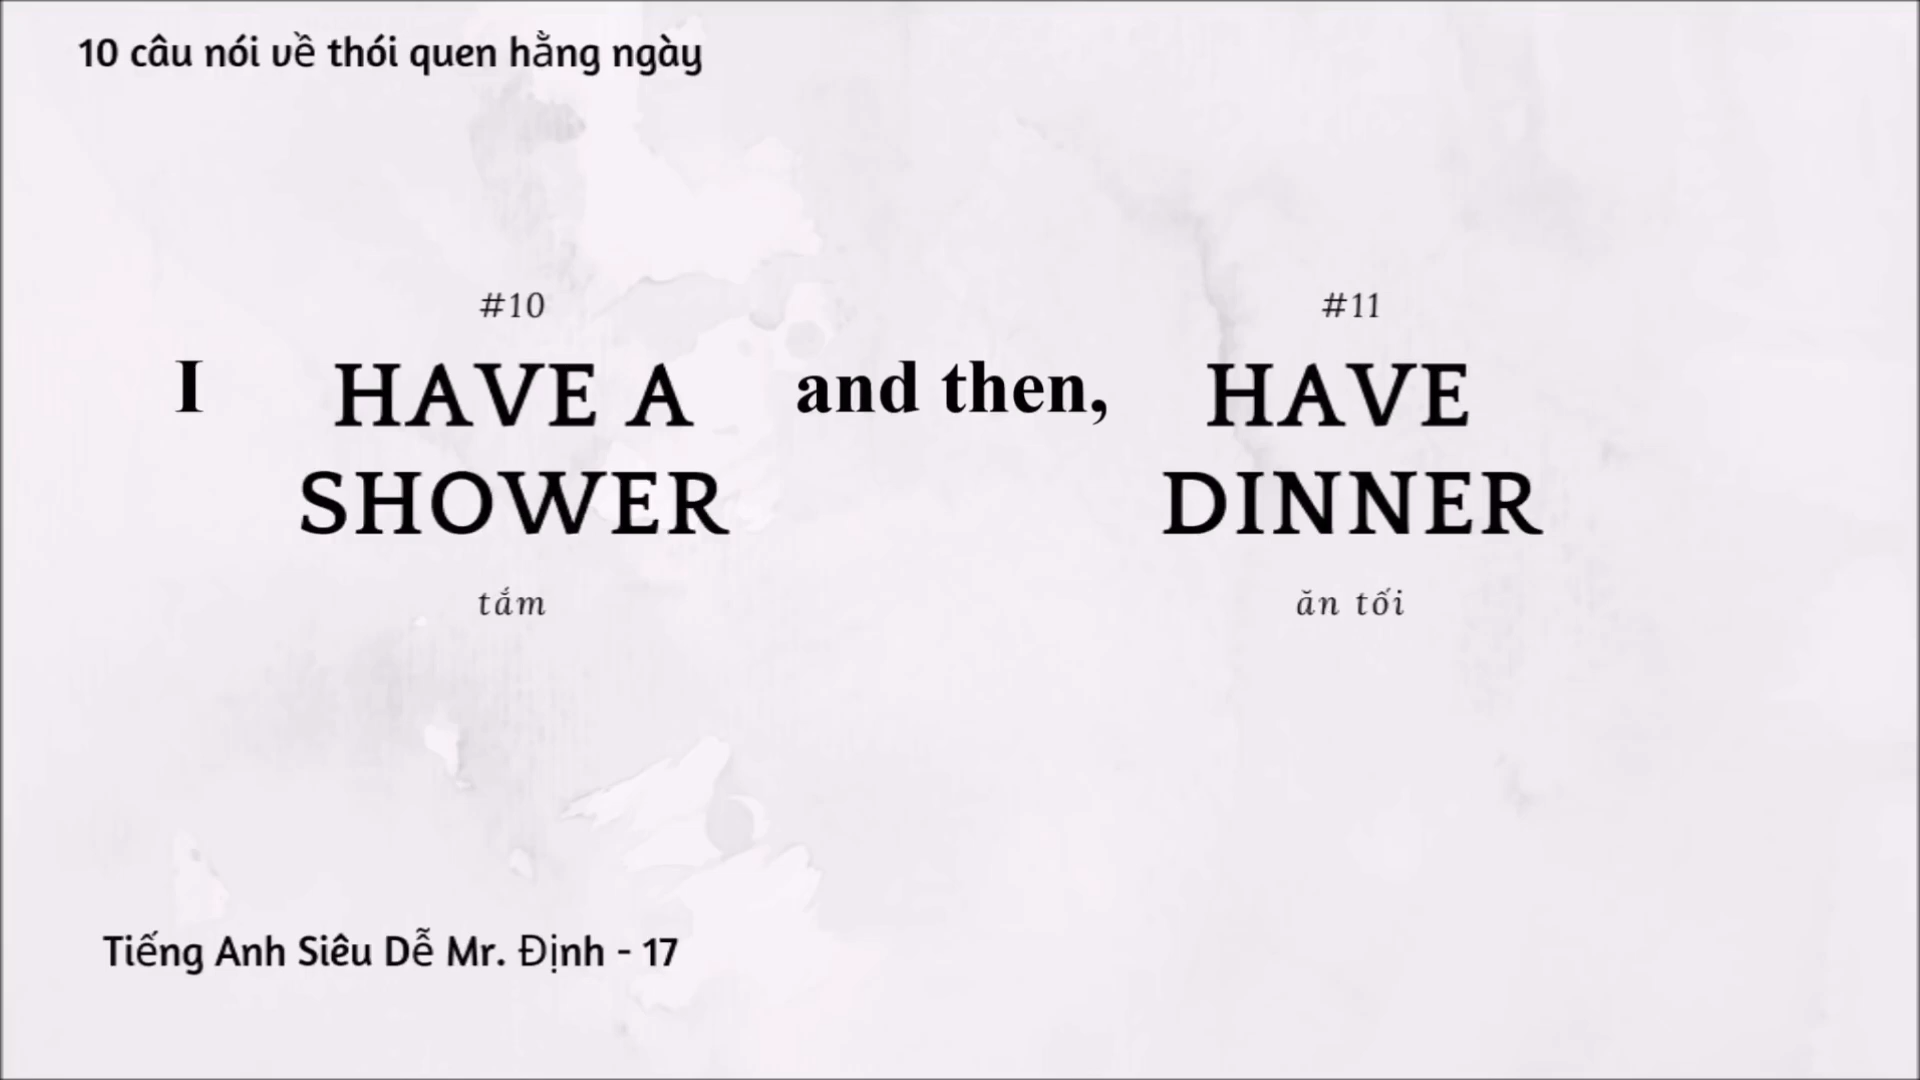 10 câu nói về thói quen hằng ngày
#10
#11
I HAVE A and then, HAVE
SHOWER DINNER
tắm
ăn tối
Tiếng Anh Siêu Dễ Mr. Định - 17